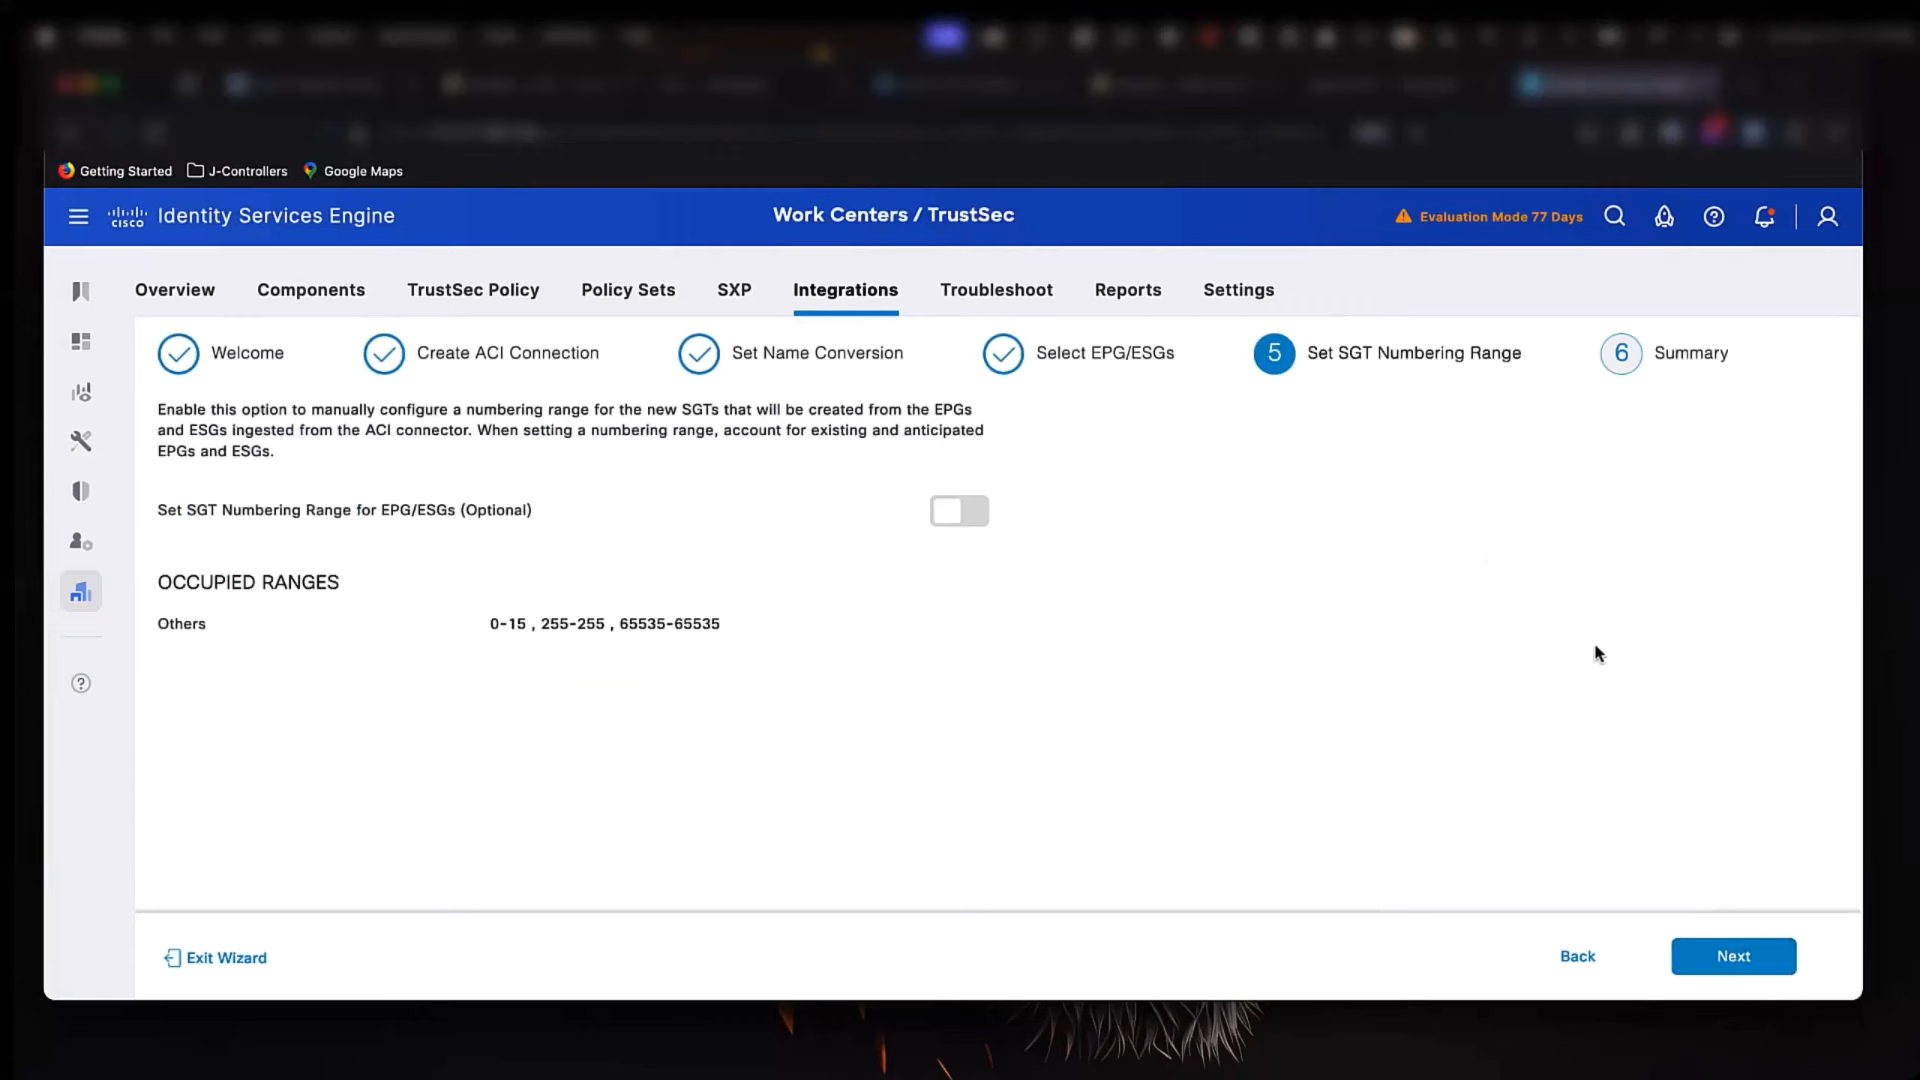 Getting Started
J-Controllers
Google Maps
cisco
Identity Services Engine
Work Centers / TrustSec
Evaluation Mode 77 Days
Overview
Components
TrustSec Policy
Policy Sets
SXP
Integrations
Troubleshoot
Reports
Settings
Welcome
Create ACI Connection
Set Name Conversion
Select EPG/ESGs
5
Set SGT Numbering Range
6
Summary
Enable this option to manually configure a numbering range for the new SGTs that will be created from the EPGs
and ESGs ingested from the ACI connector. When setting a numbering range, account for existing and anticipated
EPGs and ESGs.
Set SGT Numbering Range for EPG/ESGs (Optional)
OCCUPIED RANGES
Others
0-15 , 255-255 , 65535-65535
Exit Wizard
Back
Next